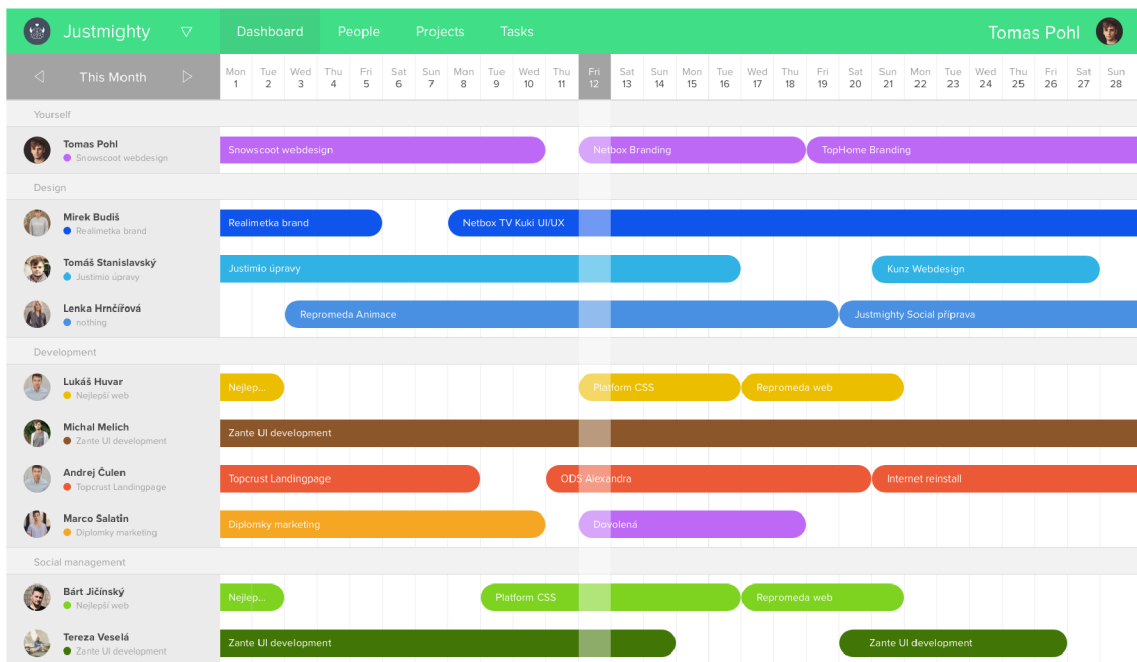 Justmighty Dashboard People Projects Tasks Tomas Pohl
This Month
Mon Tue Wed Thu Fri Sat Sun Mon Tue Wed Thu Fri Sat Sun Mon Tue Wed Thu Fri Sat Sun Mon Tue Wed Thu Fri Sat Sun
1 2 3 4 5 6 7 8 9 10 11 12 13 14 15 16 17 18 19 20 21 22 23 24 25 26 27 28
Yourself
Tomas Pohl
Snowscoot webdesign
Snowscoot webdesign Netbox Branding TopHome Branding
Design
Mirek Budiš
Realimetka brand
Realimetka brand Netbox TV Kuki UI/UX
Tomáš Stanislavský
Justimio úpravy
Justimio úpravy Kunz Webdesign
Lenka Hrnčířová
nothing
Repromeda Animace Justmighty Social příprava
Development
Lukáš Huvar
Nejlepší web
Nejlep... Platform CSS Repromeda web
Michal Melich
Zante UI development
Zante UI development
Andrej Čulen
Topcrust Landingpage
Topcrust Landingpage ODS Alexandra Internet reinstall
Marco Šalatin
Diplomky marketing
Diplomky marketing Dovolená
Social management
Bárt Jičínský
Nejlepší web
Nejlep... Platform CSS Repromeda web
Tereza Veselá
Zante UI development
Zante UI development Zante UI development